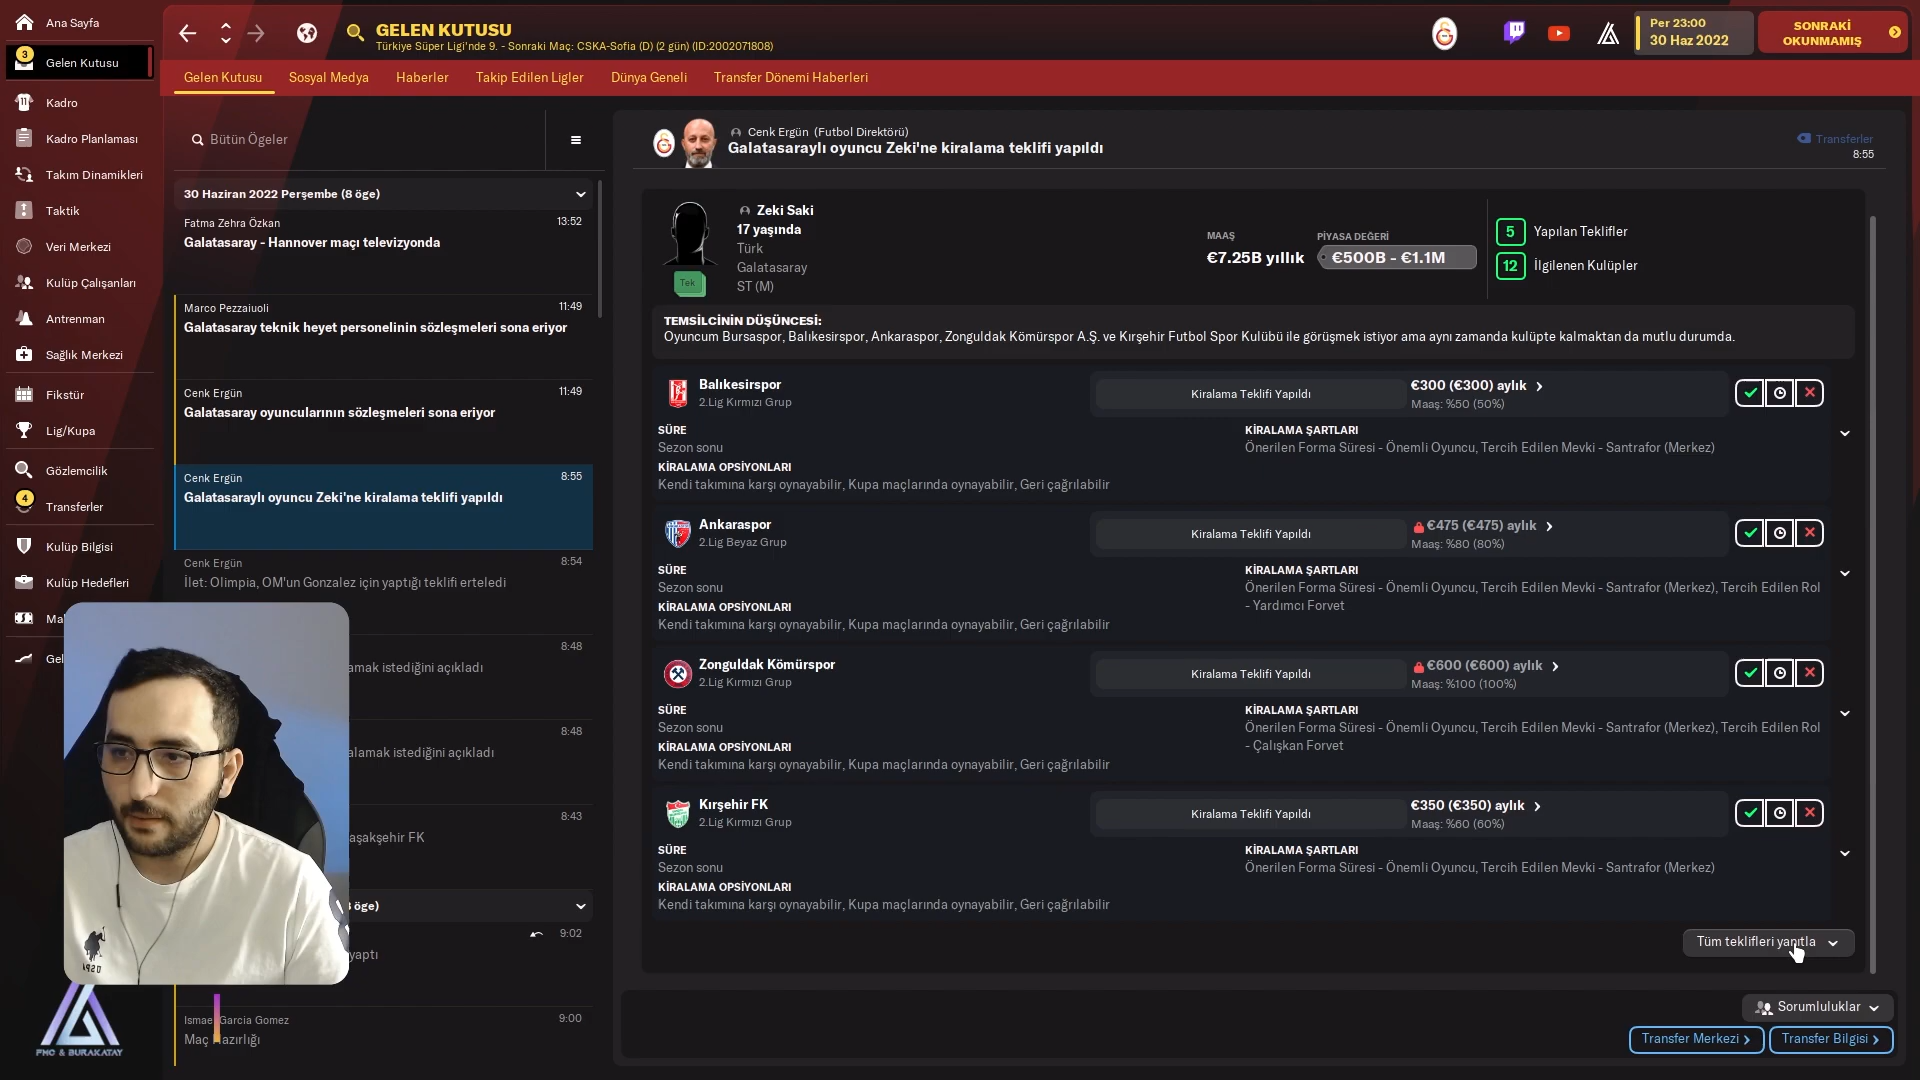 Ana Sayfa
3
Gelen Kutusu
Kadro
Kadro Planlaması
Takım Dinamikleri
Taktik
Veri Merkezi
Kulüp Çalışanları
Antrenman
Sağlık Merkezi
Fikstür
Lig/Kupa
Gözlemcilik
4
Transferler
Kulüp Bilgisi
Kulüp Hedefleri
GELEN KUTUSU
Türkiye Süper Ligi'nde 9. - Sonraki Maç: CSKA-Sofia (D) (2 gün) (ID:2002071808)
Per 23:00
30 Haz 2022
SONRAKİ
OKUNMAMIŞ
Gelen Kutusu
Sosyal Medya
Haberler
Takip Edilen Ligler
Dünya Geneli
Transfer Dönemi Haberleri
Bütün Ögeler
30 Haziran 2022 Perşembe (8 öge)
Fatma Zehra Özkan 13:52
Galatasaray - Hannover maçı televizyonda
Marco Pezzaiuoli 11:49
Galatasaray teknik heyet personelinin sözleşmeleri sona eriyor
Cenk Ergün 11:49
Galatasaray oyuncularının sözleşmeleri sona eriyor
Cenk Ergün 8:55
Galatasaraylı oyuncu Zeki'ne kiralama teklifi yapıldı
Cenk Ergün 8:54
İlet: Olimpia, OM'un Gonzalez için yaptığı teklifi erteledi
8:48
amak istediğini açıkladı
8:48
alamak istediğini açıkladı
8:43
aşakşehir FK
öge)
9:02
yaptı
Garcia Gomez 9:00
Maç Hazırlığı
1920
PMC & BURAKATAY
Cenk Ergün (Futbol Direktörü)
Galatasaraylı oyuncu Zeki'ne kiralama teklifi yapıldı
Transferler
8:55
Zeki Saki
17 yaşında
Türk
Galatasaray
ST (M)
Tek
MAAŞ
€7.25B yıllık
PİYASA DEĞERİ
€500B - €1.1M
5 Yapılan Teklifler
12 İlgilenen Kulüpler
TEMSİLCİNİN DÜŞÜNCESİ:
Oyuncum Bursaspor, Balıkesirspor, Ankaraspor, Zonguldak Kömürspor A.Ş. ve Kırşehir Futbol Spor Kulübü ile görüşmek istiyor ama aynı zamanda kulüpte kalmaktan da mutlu durumda.
Balıkesirspor
2.Lig Kırmızı Grup
Kiralama Teklifi Yapıldı
€300 (€300) aylık
Maaş: %50 (50%)
SÜRE
Sezon sonu
KİRALAMA ŞARTLARI
Önerilen Forma Süresi - Önemli Oyuncu, Tercih Edilen Mevki - Santrafor (Merkez)
KİRALAMA OPSİYONLARI
Kendi takımına karşı oynayabilir, Kupa maçlarında oynayabilir, Geri çağrılabilir
Ankaraspor
2.Lig Beyaz Grup
Kiralama Teklifi Yapıldı
€475 (€475) aylık
Maaş: %80 (80%)
SÜRE
Sezon sonu
KİRALAMA ŞARTLARI
Önerilen Forma Süresi - Önemli Oyuncu, Tercih Edilen Mevki - Santrafor (Merkez), Tercih Edilen Rol
- Yardımcı Forvet
KİRALAMA OPSİYONLARI
Kendi takımına karşı oynayabilir, Kupa maçlarında oynayabilir, Geri çağrılabilir
Zonguldak Kömürspor
2.Lig Kırmızı Grup
Kiralama Teklifi Yapıldı
€600 (€600) aylık
Maaş: %100 (100%)
SÜRE
Sezon sonu
KİRALAMA ŞARTLARI
Önerilen Forma Süresi - Önemli Oyuncu, Tercih Edilen Mevki - Santrafor (Merkez), Tercih Edilen Rol
- Çalışkan Forvet
KİRALAMA OPSİYONLARI
Kendi takımına karşı oynayabilir, Kupa maçlarında oynayabilir, Geri çağrılabilir
Kırşehir FK
2.Lig Kırmızı Grup
Kiralama Teklifi Yapıldı
€350 (€350) aylık
Maaş: %60 (60%)
SÜRE
Sezon sonu
KİRALAMA ŞARTLARI
Önerilen Forma Süresi - Önemli Oyuncu, Tercih Edilen Mevki - Santrafor (Merkez)
KİRALAMA OPSİYONLARI
Kendi takımına karşı oynayabilir, Kupa maçlarında oynayabilir, Geri çağrılabilir
Tüm teklifleri yanıtla
Sorumluluklar
Transfer Merkezi
Transfer Bilgisi